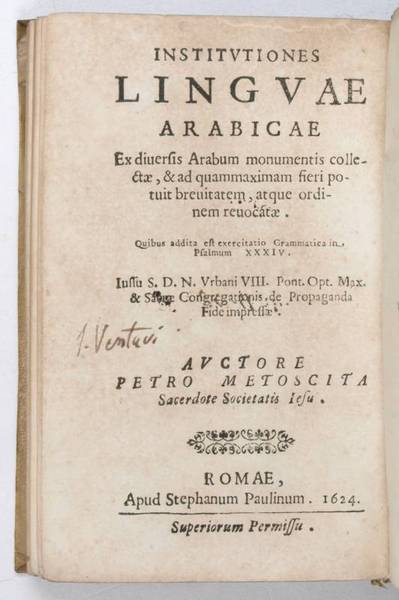 INSTITVTIONES
LINGVAE
ARABICAE
Ex diuersis Arabum monumentis colle-
ctæ, & ad quammaximam fieri po-
tuit breuitatem, atque ordi-
nem reuocatæ.
Quibus addita est exercitatio Grammatica in
Psalmum XXXIV.
Iussu S. D. N. Vrbani VIII. Pont. Opt. Max.
& Sacræ Congregationis de Propaganda
Fide impressæ.
AVCTORE
PETRO METOSCITA
Sacerdote Societatis Iesu.
ROMAE,
Apud Stephanum Paulinum. 1624.
Superiorum Permissu.